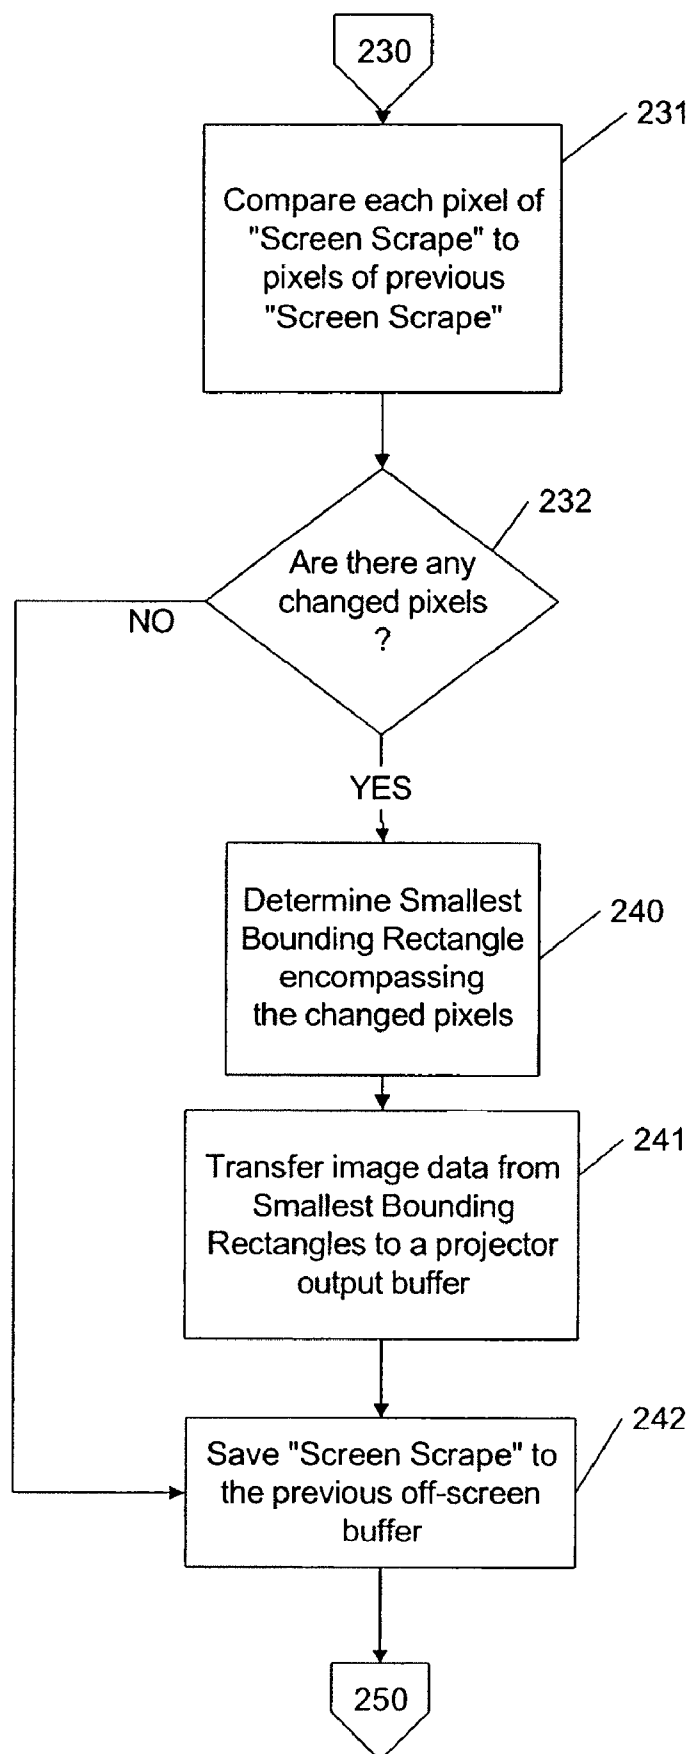 230
231
Compare each pixel of
"Screen Scrape" to
pixels of previous
"Screen Scrape"
232
Are there any
changed pixels
?
NO
YES
Determine Smallest
Bounding Rectangle
encompassing
the changed pixels
240
241
Transfer image data from
Smallest Bounding
Rectangles to a projector
output buffer
242
Save "Screen Scrape" to
the previous off-screen
buffer
250